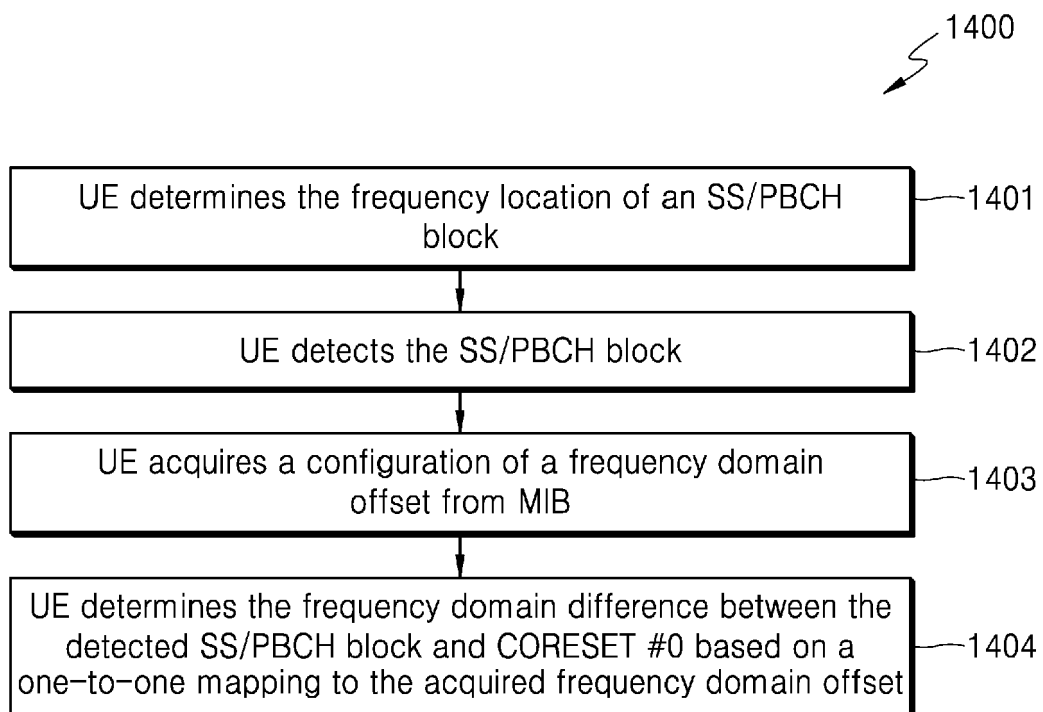 1400
UE determines the frequency location of an SS/PBCH
block
1401
UE detects the SS/PBCH block
1402
UE acquires a configuration of a frequency domain
offset from MIB
1403
UE determines the frequency domain difference between the
detected SS/PBCH block and CORESET #0 based on a
one-to-one mapping to the acquired frequency domain offset
1404